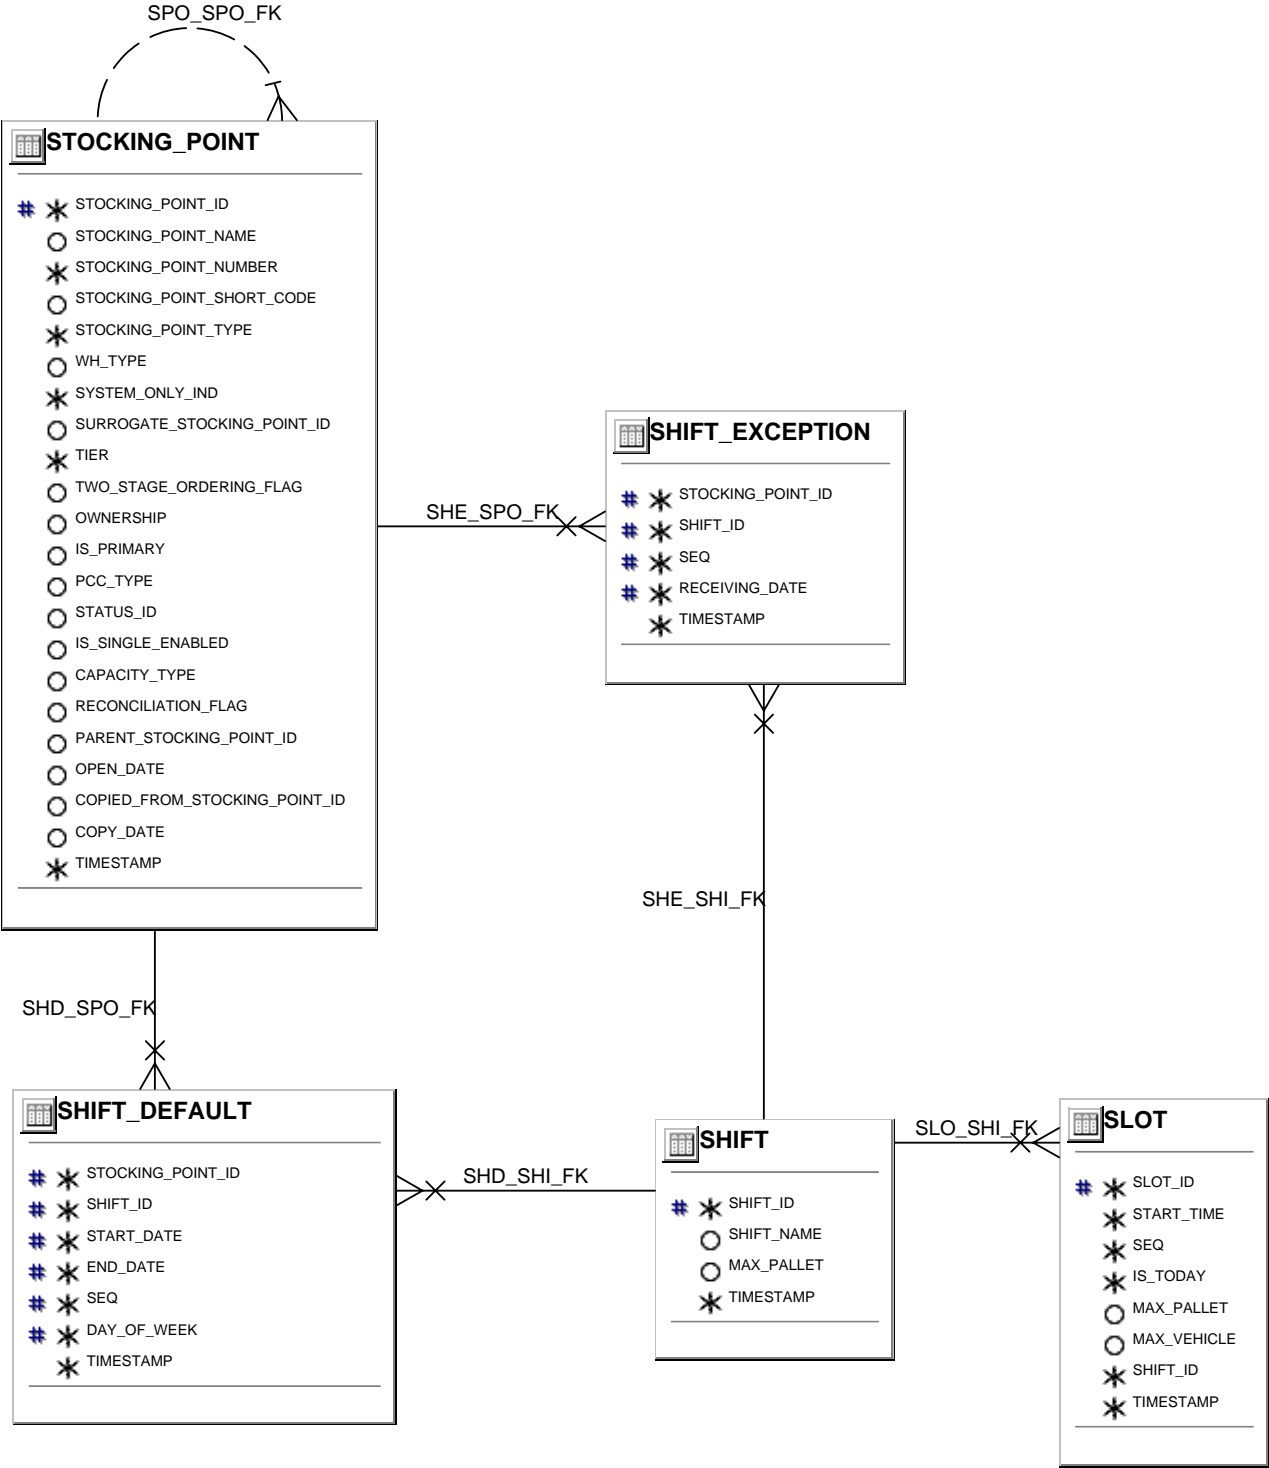 SPO_SPO_FK
STOCKING_POINT
# * STOCKING_POINT_ID
O STOCKING_POINT_NAME
* STOCKING_POINT_NUMBER
O STOCKING_POINT_SHORT_CODE
* STOCKING_POINT_TYPE
O WH_TYPE
* SYSTEM_ONLY_IND
O SURROGATE_STOCKING_POINT_ID
* TIER
O TWO_STAGE_ORDERING_FLAG
O OWNERSHIP
O IS_PRIMARY
O PCC_TYPE
O STATUS_ID
O IS_SINGLE_ENABLED
O CAPACITY_TYPE
O RECONCILIATION_FLAG
O PARENT_STOCKING_POINT_ID
O OPEN_DATE
O COPIED_FROM_STOCKING_POINT_ID
O COPY_DATE
* TIMESTAMP
SHE_SPO_FK
SHIFT_EXCEPTION
# * STOCKING_POINT_ID
# * SHIFT_ID
# * SEQ
# * RECEIVING_DATE
* TIMESTAMP
SHE_SHI_FK
SHD_SPO_FK
SHIFT_DEFAULT
# * STOCKING_POINT_ID
# * SHIFT_ID
# * START_DATE
# * END_DATE
# * SEQ
# * DAY_OF_WEEK
* TIMESTAMP
SHD_SHI_FK
SHIFT
# * SHIFT_ID
O SHIFT_NAME
O MAX_PALLET
* TIMESTAMP
SLO_SHI_FK
SLOT
# * SLOT_ID
* START_TIME
* SEQ
* IS_TODAY
O MAX_PALLET
O MAX_VEHICLE
* SHIFT_ID
* TIMESTAMP